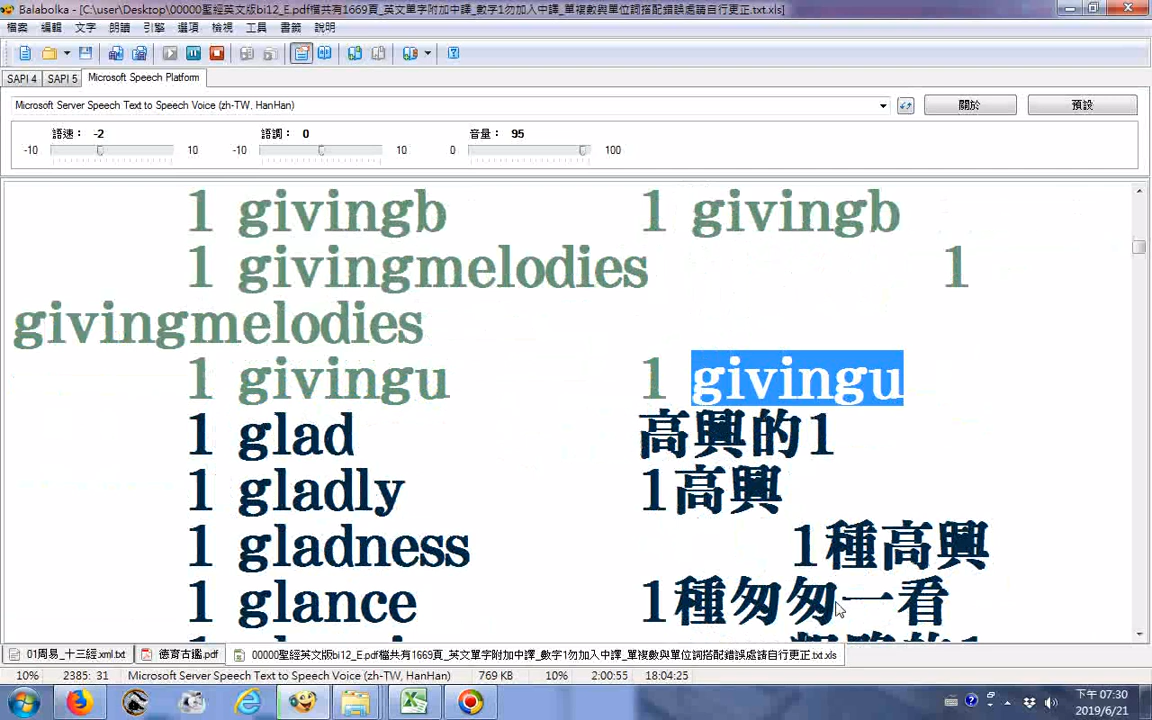 Balabolka - [C:\user\Desktop\00000聖經英文版bi12_E.pdf檔共有1669頁_英文單字附加中譯_數字1勿加入中譯_單複數與單位詞搭配錯誤處請自行更正.txt.xls]
檔案 編輯 文字 朗讀 引擎 選項 檢視 工具 書籤 說明
SAPI 4 SAPI 5 Microsoft Speech Platform
Microsoft Server Speech Text to Speech Voice (zh-TW, HanHan) 關於 預設
語速： -2 語調： 0 音量： 95
-10 10 -10 10 0 100
1 givingb 1 givingb
1 givingmelodies 1
givingmelodies
1 givingu 1 givingu
1 glad 高興的1
1 gladly 1高興
1 gladness 1種高興
1 glance 1種匆匆一看
01周易_十三經.xml.txt 德育古鑑.pdf 00000聖經英文版bi12_E.pdf檔共有1669頁_英文單字附加中譯_數字1勿加入中譯_單複數與單位詞搭配錯誤處請自行更正.txt.xls
10% 2385: 31 Microsoft Server Speech Text to Speech Voice (zh-TW, HanHan) 769 KB 10% 2:00:55 18:04:25
下午 07:30
2019/6/21